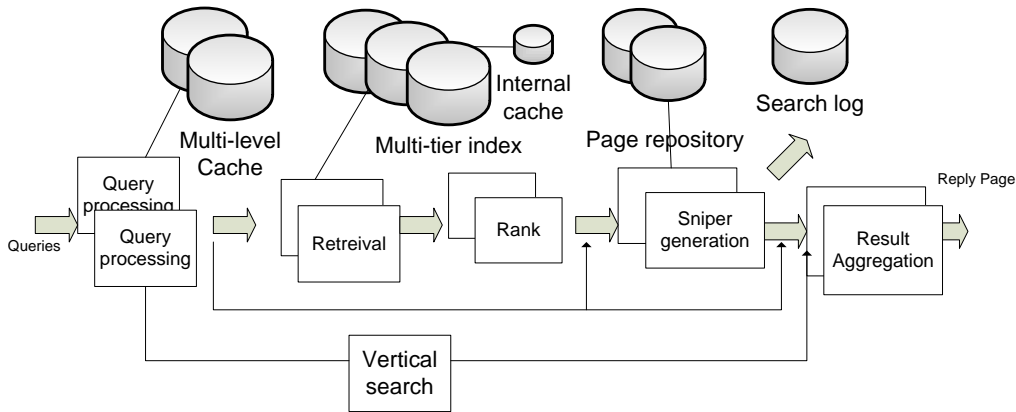 Multi-level
Cache
Multi-tier index
Internal
cache
Page repository
Search log
Queries
Query
processing
Query
processing
Retreival
Rank
Sniper
generation
Result
Aggregation
Reply Page
Vertical
search